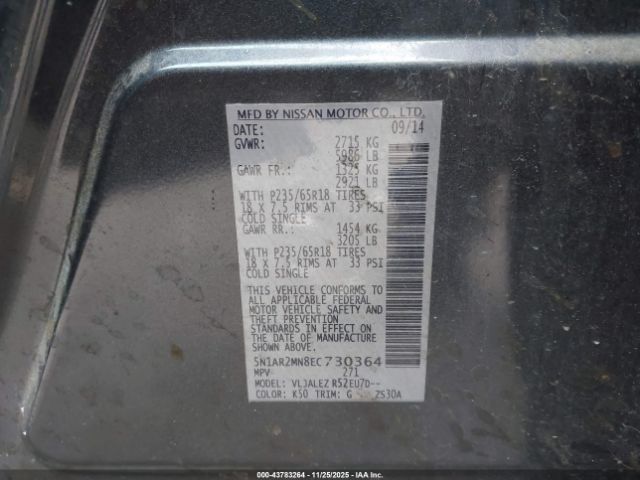 MFD BY NISSAN MOTOR CO., LTD.
DATE: 09/14
GVWR: 2715 KG
5986 LB
GAWR FR.: 1325 KG
2921 LB
WITH P235/65R18 TIRES
18 X 7.5 RIMS AT 33 PSI
COLD SINGLE
GAWR RR.: 1454 KG
3205 LB
WITH P235/65R18 TIRES
18 X 7.5 RIMS AT 33 PSI
COLD SINGLE
THIS VEHICLE CONFORMS TO
ALL APPLICABLE FEDERAL
MOTOR VEHICLE SAFETY AND
THEFT PREVENTION
STANDARDS IN EFFECT ON
THE DATE OF MANUFACTURE
SHOWN ABOVE.
5N1AR2MN8EC730364
MPV 271
MODEL: VLJALEZ R52EU7D--
COLOR: K50 TRIM: G ZS30A
000-43783264 - 11/25/2025 - IAAI.COM